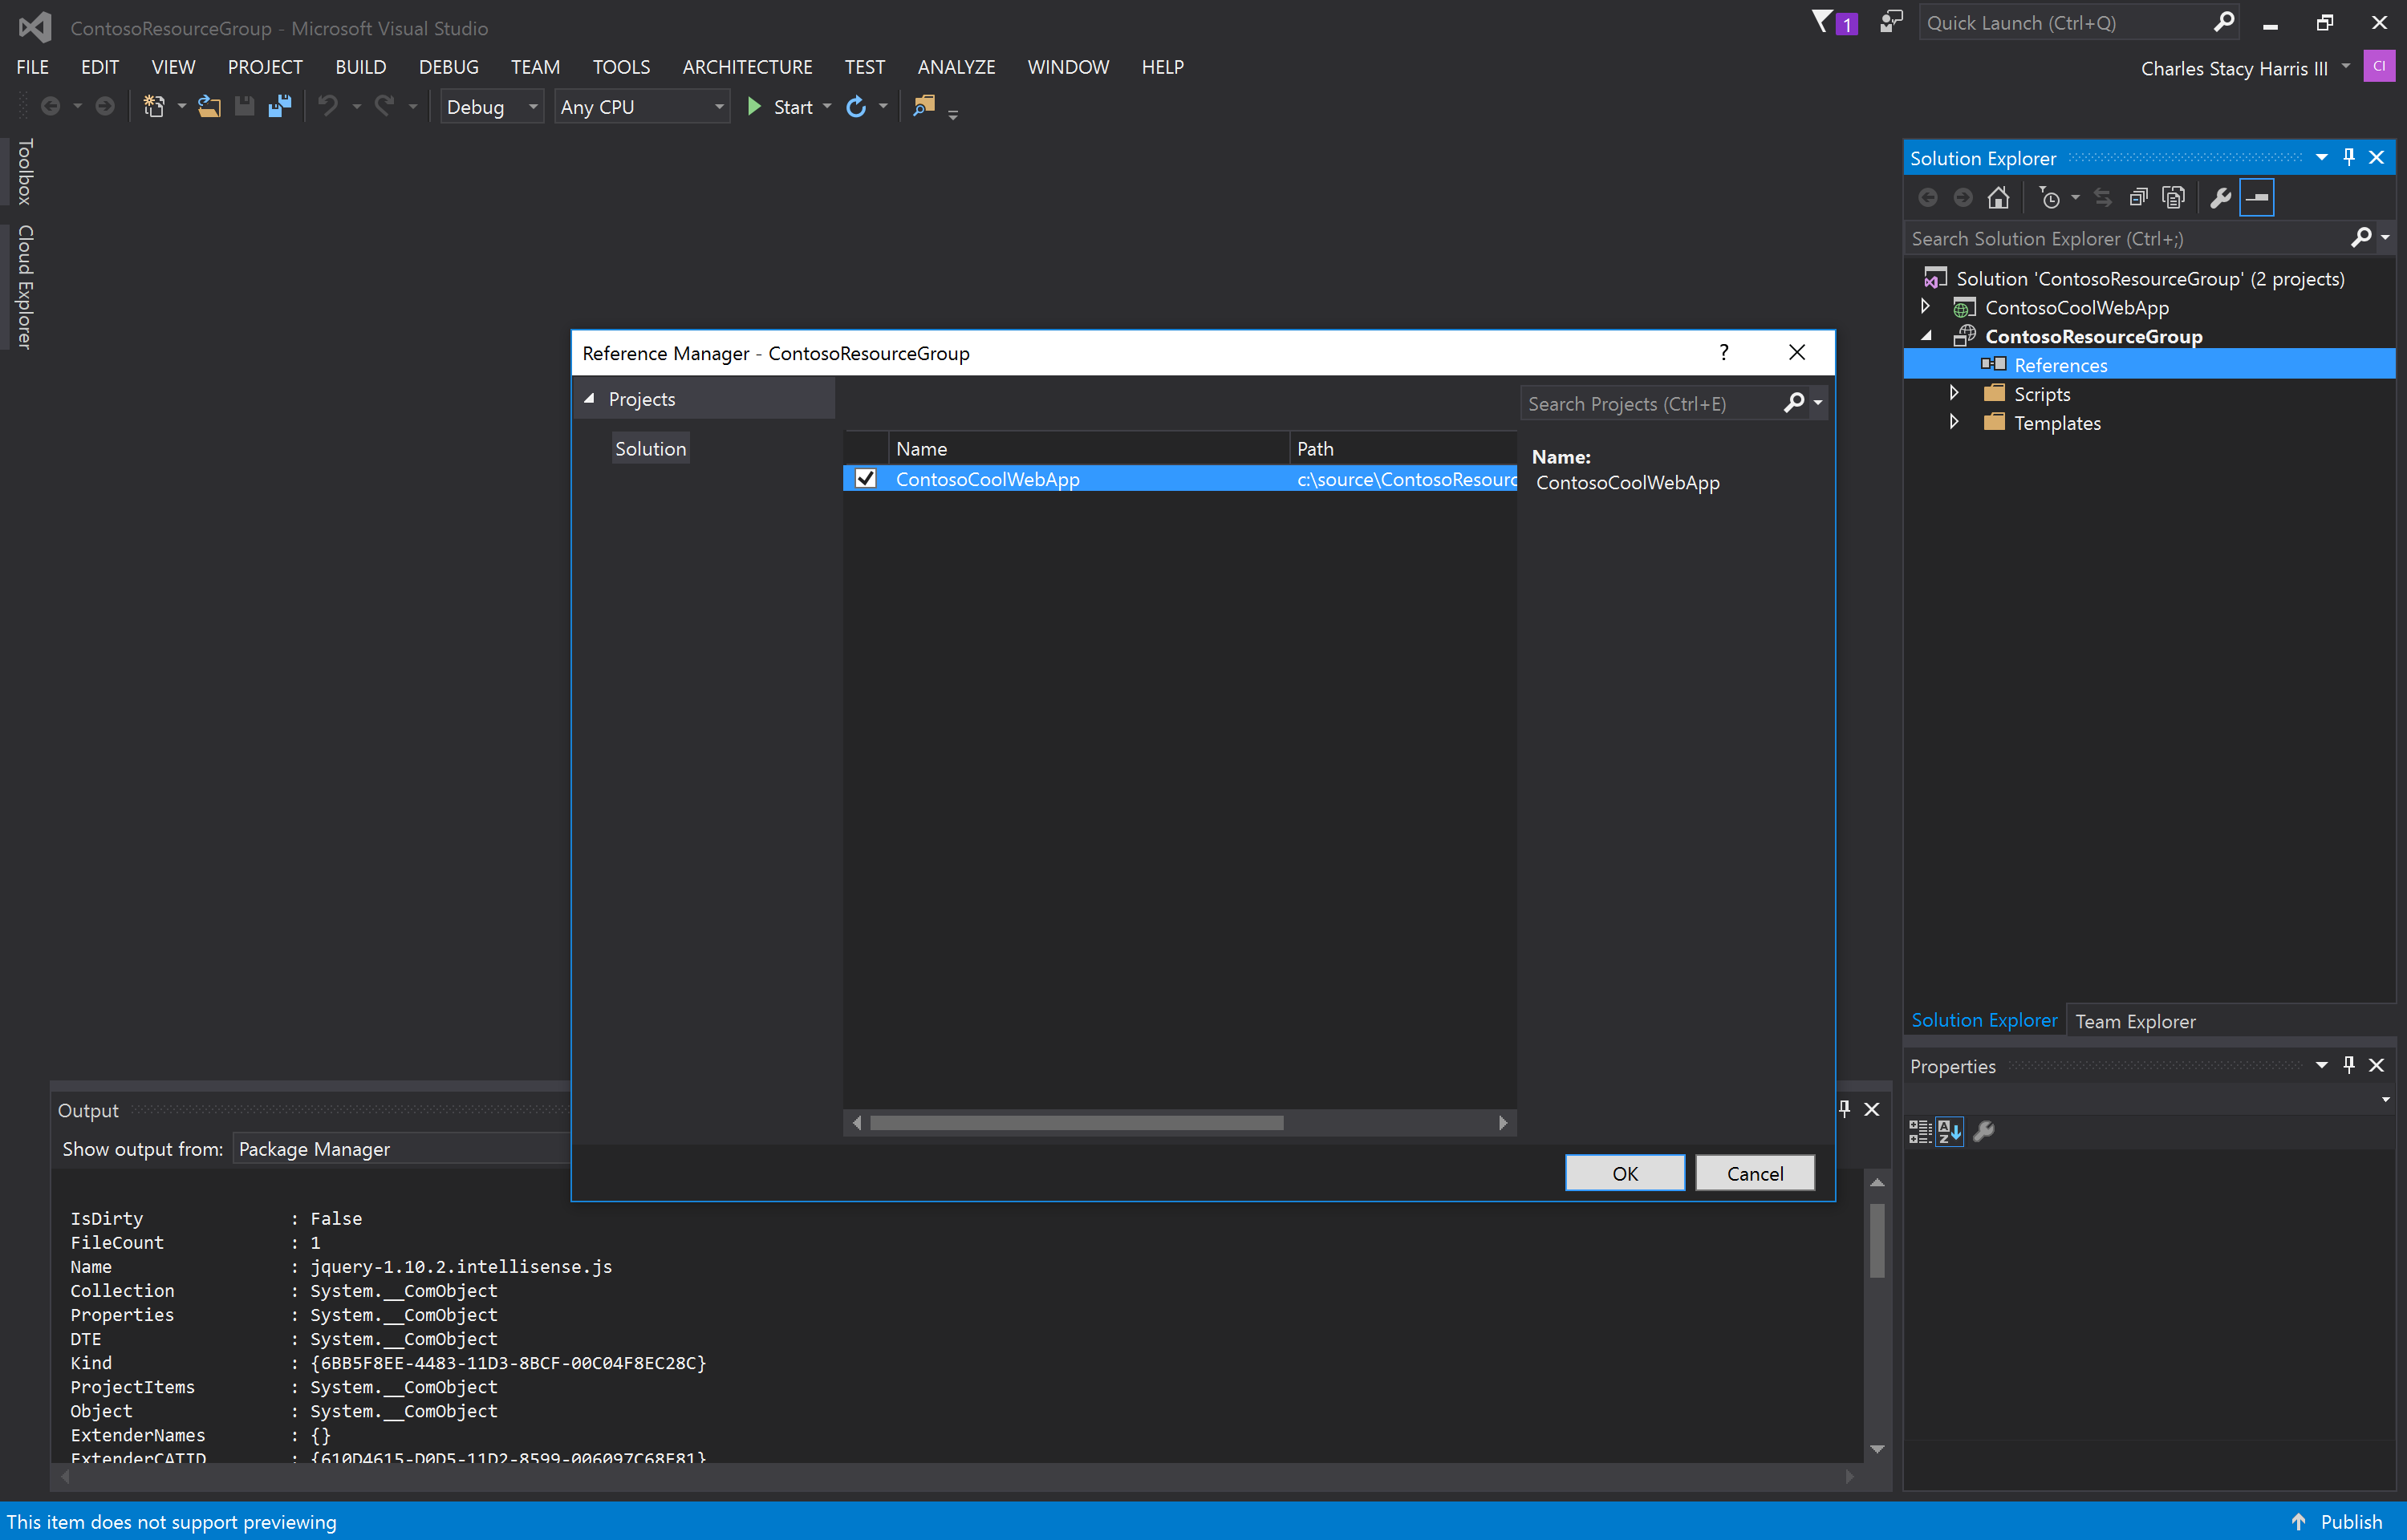 ContosoResourceGroup - Microsoft Visual Studio
1
Quick Launch (Ctrl+Q)
FILE EDIT VIEW PROJECT BUILD DEBUG TEAM TOOLS ARCHITECTURE TEST ANALYZE WINDOW HELP
Charles Stacy Harris III
CI
Debug Any CPU Start
Toolbox
Cloud Explorer
Solution Explorer
Search Solution Explorer (Ctrl+;)
Solution 'ContosoResourceGroup' (2 projects)
ContosoCoolWebApp
ContosoResourceGroup
References
Scripts
Templates
Reference Manager - ContosoResourceGroup
?
Projects
Solution
Search Projects (Ctrl+E)
Name Path
ContosoCoolWebApp c:\source\ContosoResourc
Name:
ContosoCoolWebApp
OK Cancel
Solution Explorer Team Explorer
Properties
Output
Show output from: Package Manager
IsDirty : False
FileCount : 1
Name : jquery-1.10.2.intellisense.js
Collection : System.__ComObject
Properties : System.__ComObject
DTE : System.__ComObject
Kind : {6BB5F8EE-4483-11D3-8BCF-00C04F8EC28C}
ProjectItems : System.__ComObject
Object : System.__ComObject
ExtenderNames : {}
ExtenderCATID : {610D4615-D0D5-11D2-8599-006097C68E81}
This item does not support previewing
Publish